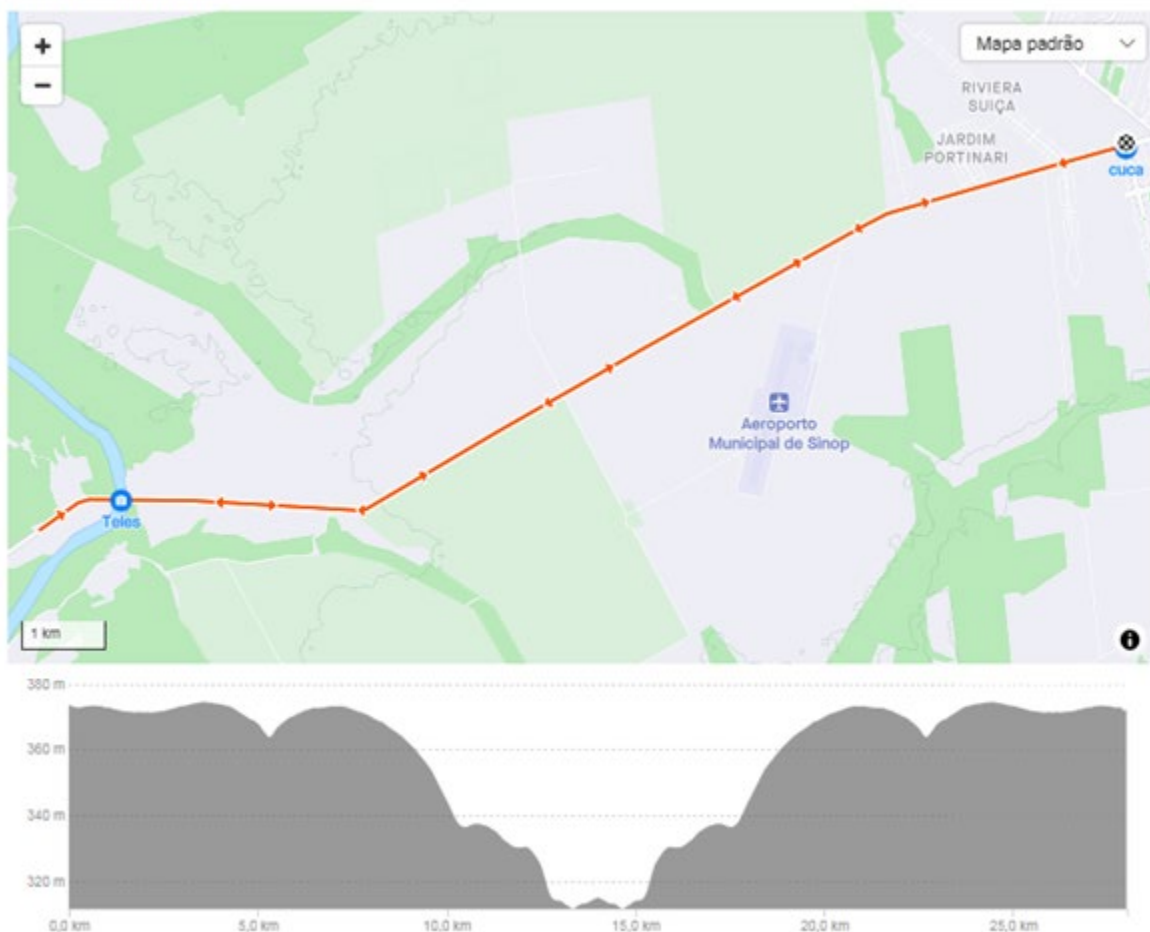 +
−
Mapa padrão
RIVIERA
SUIÇA
JARDIM
PORTINARI
cuca
Aeroporto
Municipal de Sinop
Teles
1 km
380 m
360 m
340 m
320 m
0,0 km
5,0 km
10,0 km
15,0 km
20,0 km
25,0 km